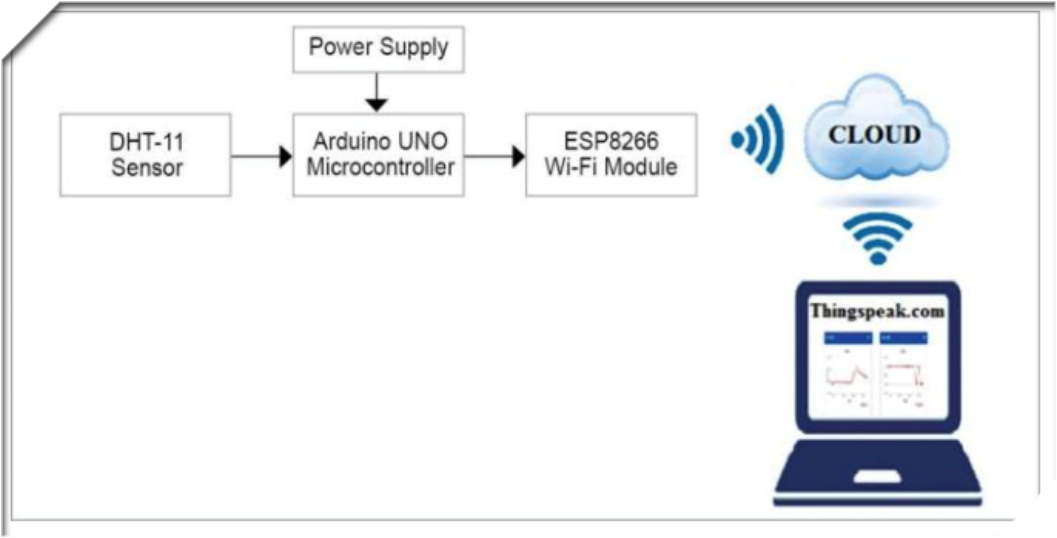 Power Supply
DHT-11
Sensor
Arduino UNO
Microcontroller
ESP8266
Wi-Fi Module
CLOUD
Thingspeak.com